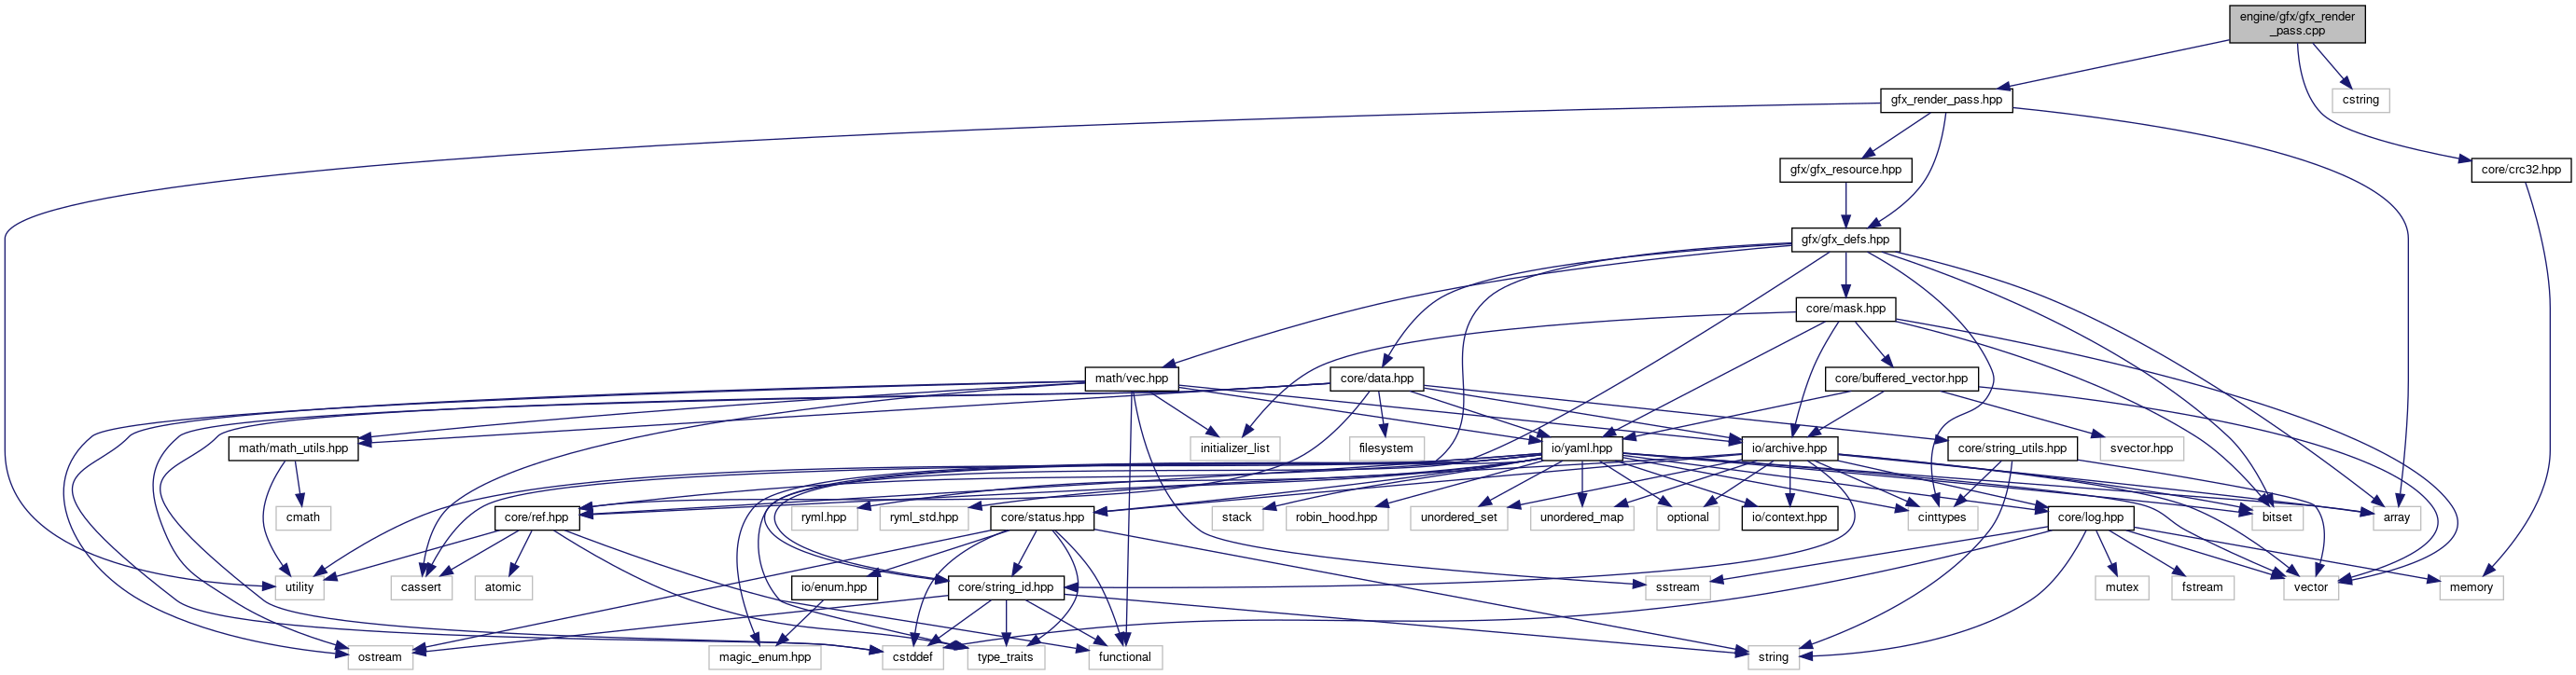 engine/gfx/gfx_render
_pass.cpp
gfx_render_pass.hpp
cstring
gfx/gfx_resource.hpp
core/crc32.hpp
gfx/gfx_defs.hpp
core/mask.hpp
math/vec.hpp
core/data.hpp
core/buffered_vector.hpp
math/math_utils.hpp
initializer_list
filesystem
io/yaml.hpp
io/archive.hpp
core/string_utils.hpp
svector.hpp
cmath
core/ref.hpp
ryml.hpp
ryml_std.hpp
core/status.hpp
stack
robin_hood.hpp
unordered_set
unordered_map
optional
io/context.hpp
cinttypes
core/log.hpp
bitset
array
utility
cassert
atomic
io/enum.hpp
core/string_id.hpp
sstream
mutex
fstream
vector
memory
ostream
magic_enum.hpp
cstddef
type_traits
functional
string